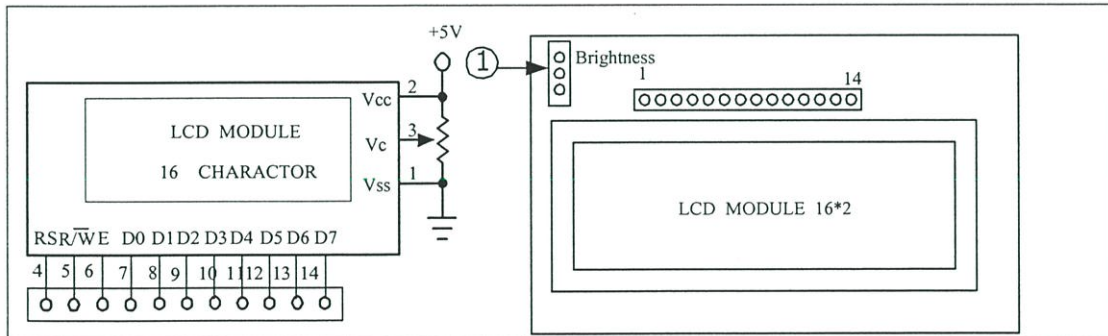 +5V
2
Vcc
LCD MODULE
16 CHARACTOR
3
Vc
1
Vss
RS R/W̅ E D0 D1 D2 D3 D4 D5 D6 D7
4 5 6 7 8 9 10 11 12 13 14
1
Brightness
1 14
LCD MODULE 16*2